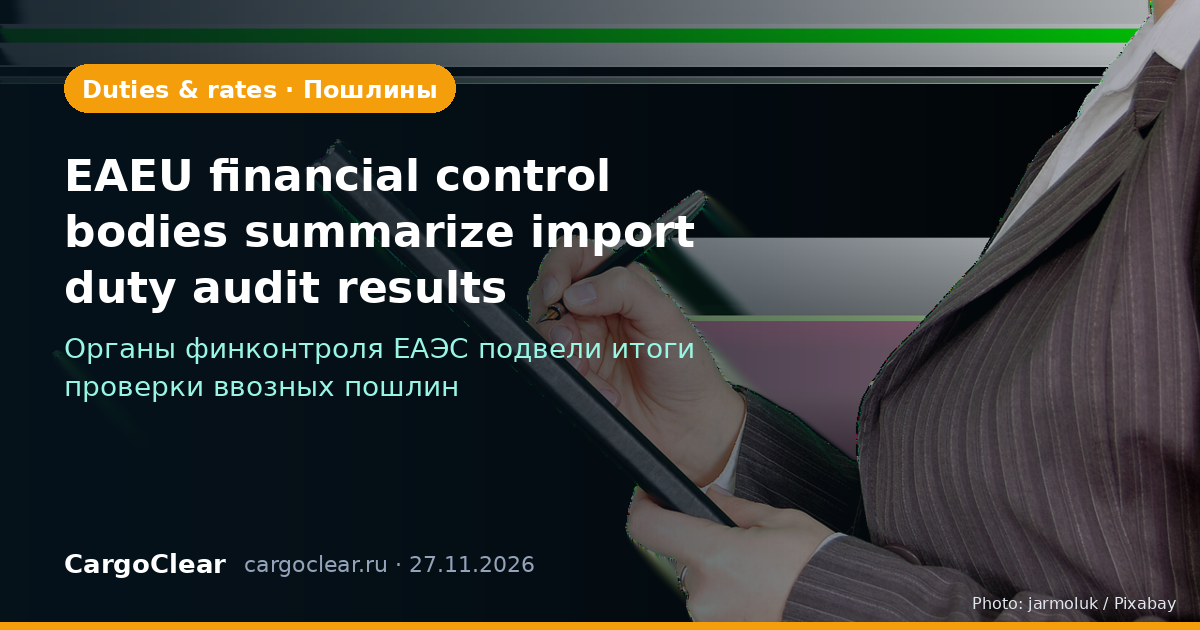 Duties & rates · Пошлины
EAEU financial control
bodies summarize import
duty audit results
Органы финконтроля ЕАЭС подвели итоги
проверки ввозных пошлин
CargoClear cargoclear.ru · 27.11.2026
Photo: jarmoluk / Pixabay